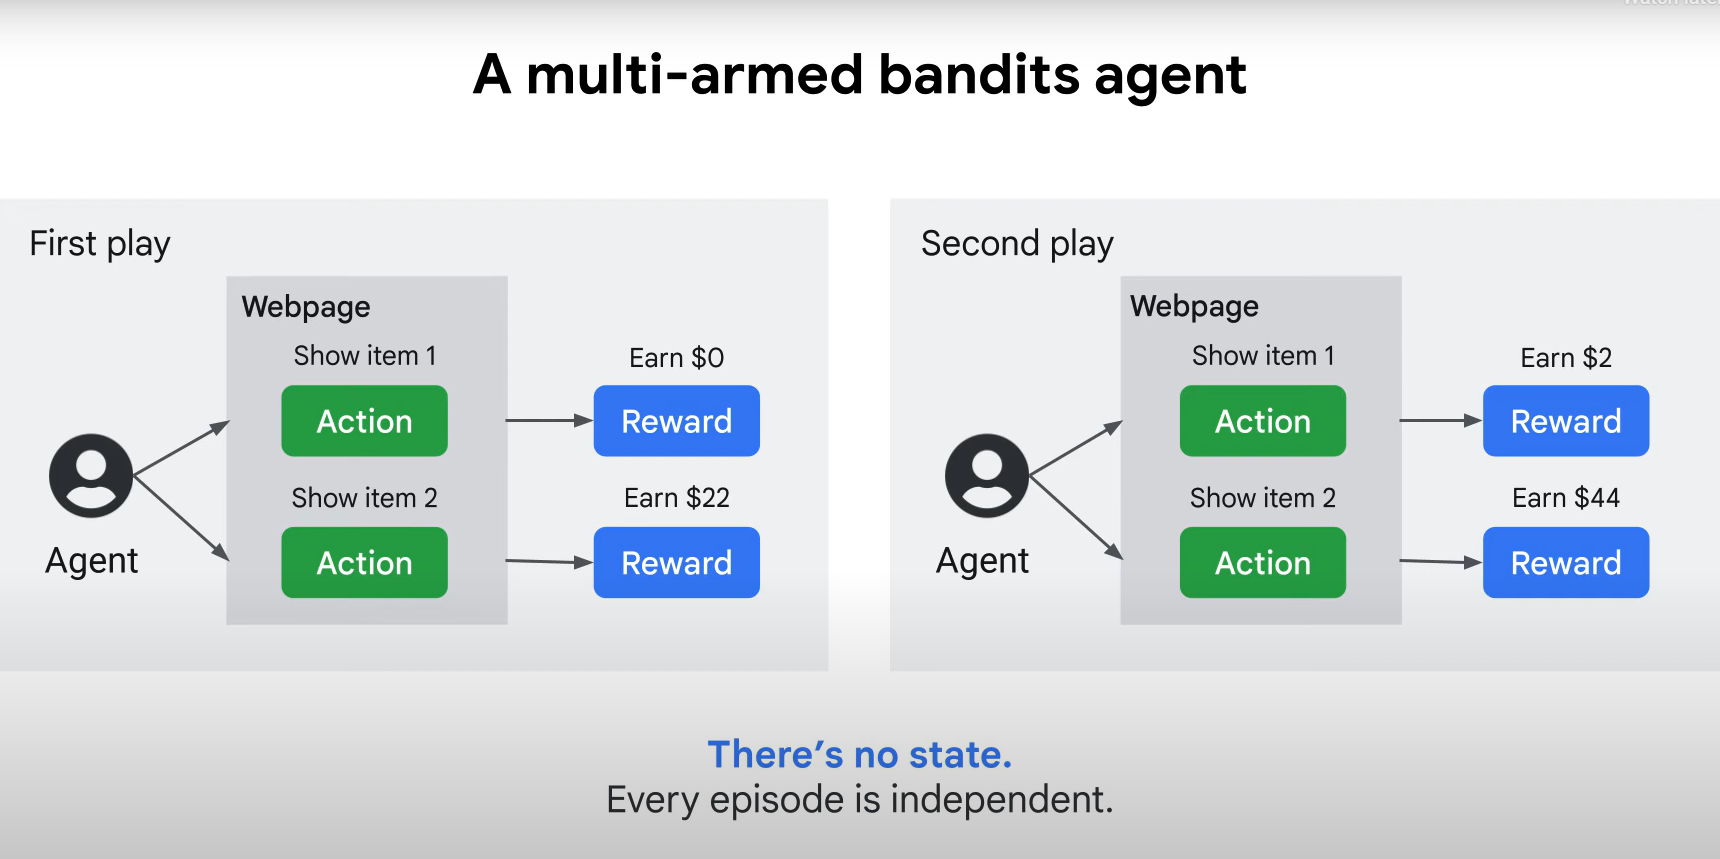 A multi-armed bandits agent
First play
Webpage
Show item 1
Action
Earn $0
Reward
Show item 2
Action
Earn $22
Reward
Agent
Second play
Webpage
Show item 1
Action
Earn $2
Reward
Show item 2
Action
Earn $44
Reward
Agent
There's no state.
Every episode is independent.